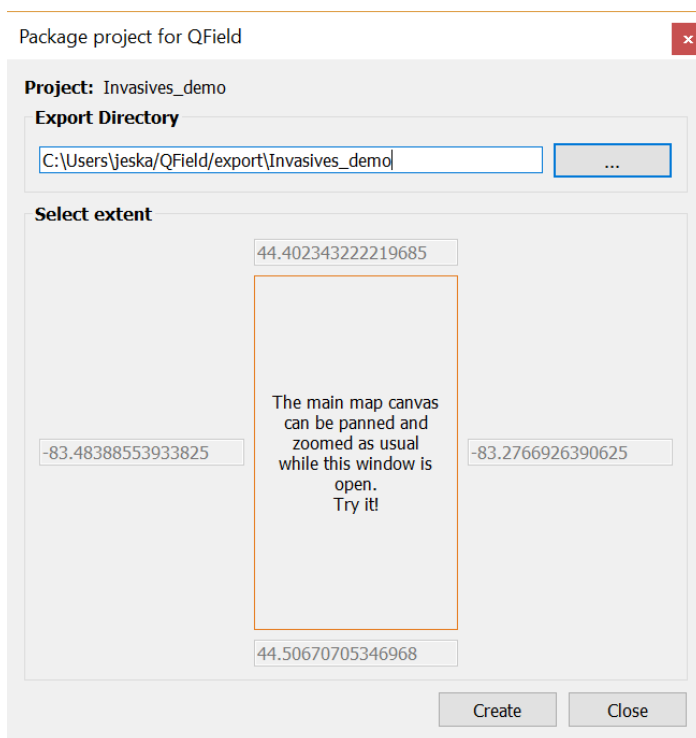 Package project for QField
×
Project: Invasives_demo
Export Directory
C:\Users\jeska/QField/export\Invasives_demo
...
Select extent
44.402343222219685
The main map canvas
can be panned and
zoomed as usual
while this window is
open.
Try it!
-83.48388553933825
-83.2766926390625
44.50670705346968
Create
Close